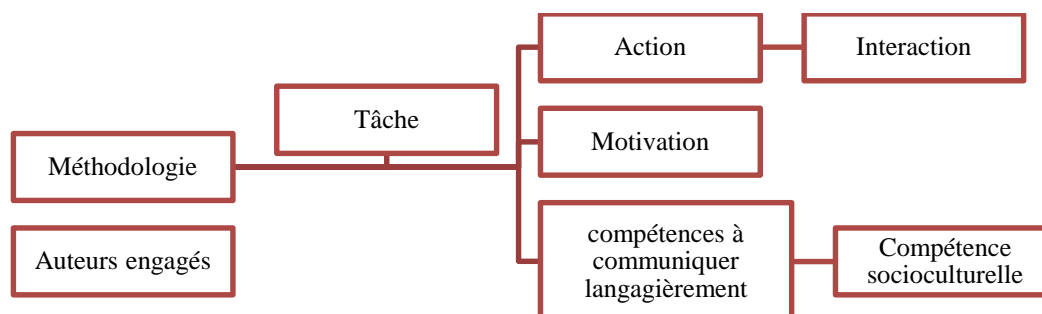 Action
Interaction
Tâche
Motivation
Méthodologie
Auteurs engagés
compétences à
communiquer
langagièrement
Compétence
socioculturelle